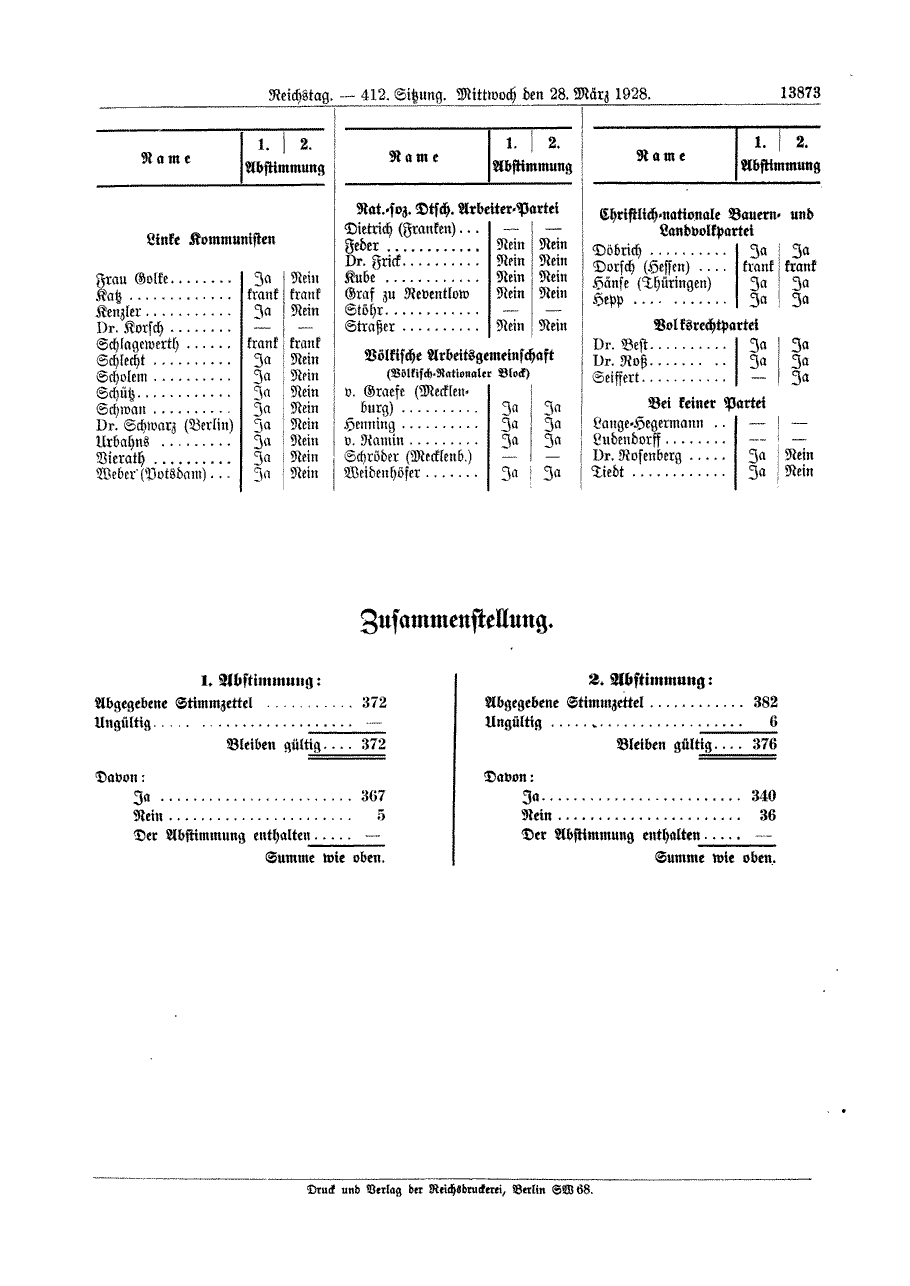 Reichstag. — 412. Sitzung. Mittwoch den 28. März 1928. 13873
Name 1. 2.
Abstimmung
Linke Kommunisten
Frau Golke........ Ja Nein
Katz ............. krank krank
Kenzler ........... Ja Nein
Dr. Korsch ........ — —
Schlagewerth ...... krank krank
Schlecht .......... Ja Nein
Scholem .......... Ja Nein
Schütz............ Ja Nein
Schwan .......... Ja Nein
Dr. Schwarz (Berlin) Ja Nein
Urbahns ......... Ja Nein
Vierath .......... Ja Nein
Weber (Potsdam) ... Ja Nein
Name 1. 2.
Abstimmung
Nat.-soz. Dtsch. Arbeiter-Partei
Dietrich (Franken)... — —
Feder ............ Nein Nein
Dr. Frick.......... Nein Nein
Kube ............ Nein Nein
Graf zu Reventlow Nein Nein
Stöhr............ — —
Straßer .......... Nein Nein
Völkische Arbeitsgemeinschaft
(Völkisch-Nationaler Block)
v. Graefe (Mecklen-
burg) .......... Ja Ja
Henning .......... Ja Ja
v. Ramin ......... Ja Ja
Schröder (Mecklenb.) — —
Weidenhöfer ....... Ja Ja
Name 1. 2.
Abstimmung
Christlich-nationale Bauern- und
Landvolkpartei
Döbrich .......... Ja Ja
Dorsch (Hessen) .... krank krank
Hänse (Thüringen) Ja Ja
Hepp .... ....... Ja Ja
Volksrechtpartei
Dr. Best.......... Ja Ja
Dr. Roß....... .. Ja Ja
Seiffert........... — Ja
Bei keiner Partei
Lange-Hegermann .. — —
Ludendorff ........ — —
Dr. Rosenberg ..... Ja Nein
Tiedt ............ Ja Nein
Zusammenstellung.
1. Abstimmung:
Abgegebene Stimmzettel ........... 372
Ungültig..... ................... —
Bleiben gültig.... 372
Davon:
Ja ........................ 367
Nein ....................... 5
Der Abstimmung enthalten..... —
Summe wie oben.
2. Abstimmung:
Abgegebene Stimmzettel ............ 382
Ungültig ........................ 6
Bleiben gültig.... 376
Davon:
Ja......................... 340
Nein ....................... 36
Der Abstimmung enthalten..... —
Summe wie oben.
Druck und Verlag der Reichsdruckerei, Berlin SW 68.